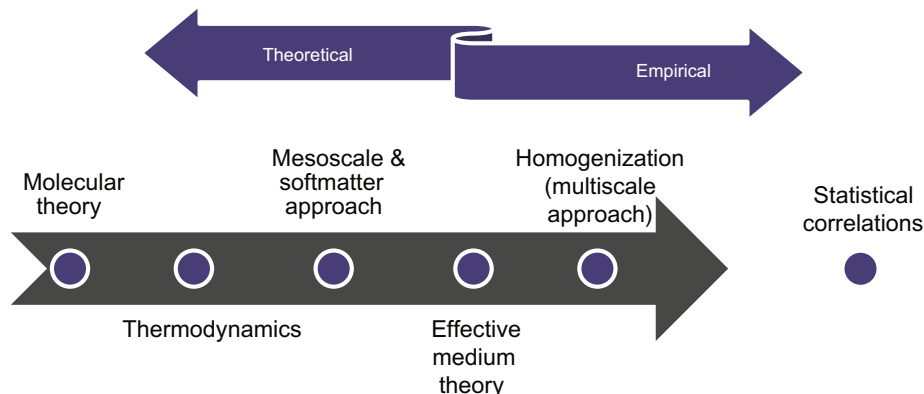 Theoretical
Empirical
Molecular
theory
Mesoscale &
softmatter
approach
Homogenization
(multiscale
approach)
Statistical
correlations
Thermodynamics
Effective
medium
theory